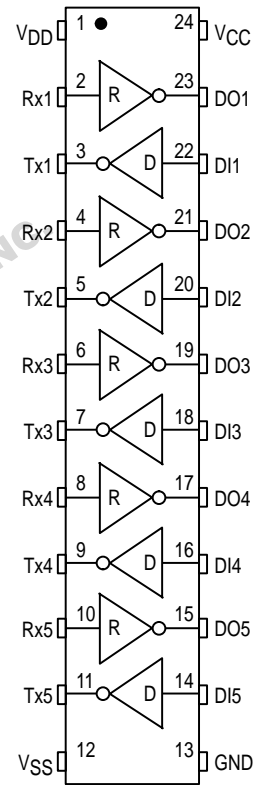 VDD 1 24 VCC
Rx1 2 R 23 DO1
Tx1 3 D 22 DI1
Rx2 4 R 21 DO2
Tx2 5 D 20 DI2
Rx3 6 R 19 DO3
Tx3 7 D 18 DI3
Rx4 8 R 17 DO4
Tx4 9 D 16 DI4
Rx5 10 R 15 DO5
Tx5 11 D 14 DI5
VSS 12 13 GND